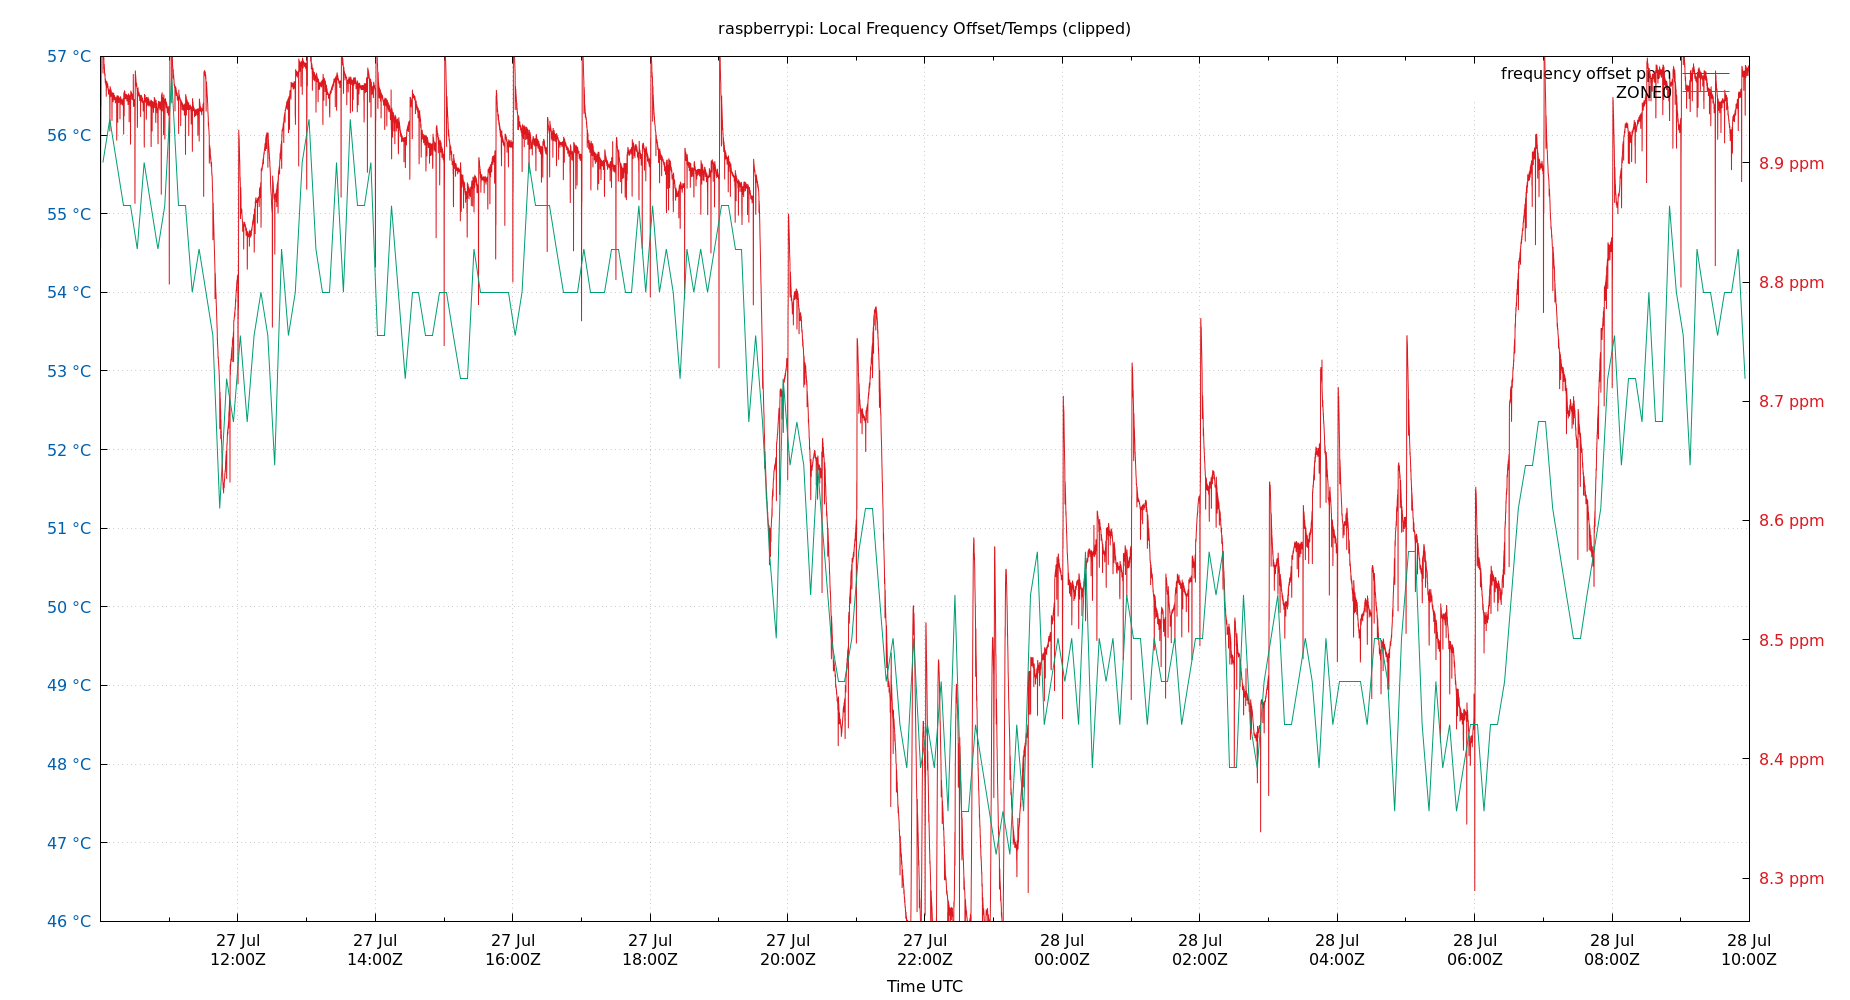 raspberrypi: Local Frequency Offset/Temps (clipped)
57 °C
56 °C
55 °C
54 °C
53 °C
52 °C
51 °C
50 °C
49 °C
48 °C
47 °C
46 °C
frequency offset ppm
ZONE0
8.9 ppm
8.8 ppm
8.7 ppm
8.6 ppm
8.5 ppm
8.4 ppm
8.3 ppm
27 Jul
12:00Z
27 Jul
14:00Z
27 Jul
16:00Z
27 Jul
18:00Z
27 Jul
20:00Z
27 Jul
22:00Z
28 Jul
00:00Z
28 Jul
02:00Z
28 Jul
04:00Z
28 Jul
06:00Z
28 Jul
08:00Z
28 Jul
10:00Z
Time UTC